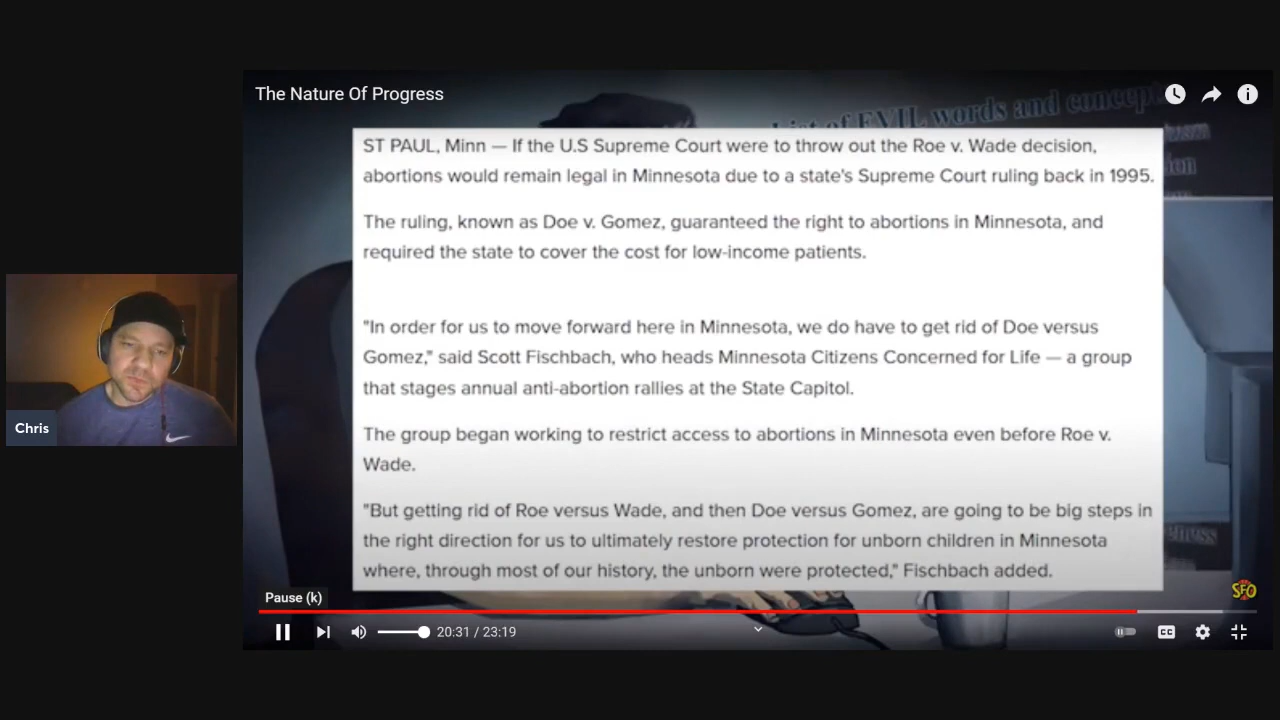 The Nature Of Progress
list of EVIL words and concept
ST PAUL, Minn — If the U.S Supreme Court were to throw out the Roe v. Wade decision,
abortions would remain legal in Minnesota due to a state's Supreme Court ruling back in 1995.
The ruling, known as Doe v. Gomez, guaranteed the right to abortions in Minnesota, and
required the state to cover the cost for low-income patients.
"In order for us to move forward here in Minnesota, we do have to get rid of Doe versus
Gomez," said Scott Fischbach, who heads Minnesota Citizens Concerned for Life — a group
that stages annual anti-abortion rallies at the State Capitol.
The group began working to restrict access to abortions in Minnesota even before Roe v.
Wade.
"But getting rid of Roe versus Wade, and then Doe versus Gomez, are going to be big steps in
the right direction for us to ultimately restore protection for unborn children in Minnesota
where, through most of our history, the unborn were protected," Fischbach added.
Chris
SFO
Pause (k)
20:31 / 23:19
CC